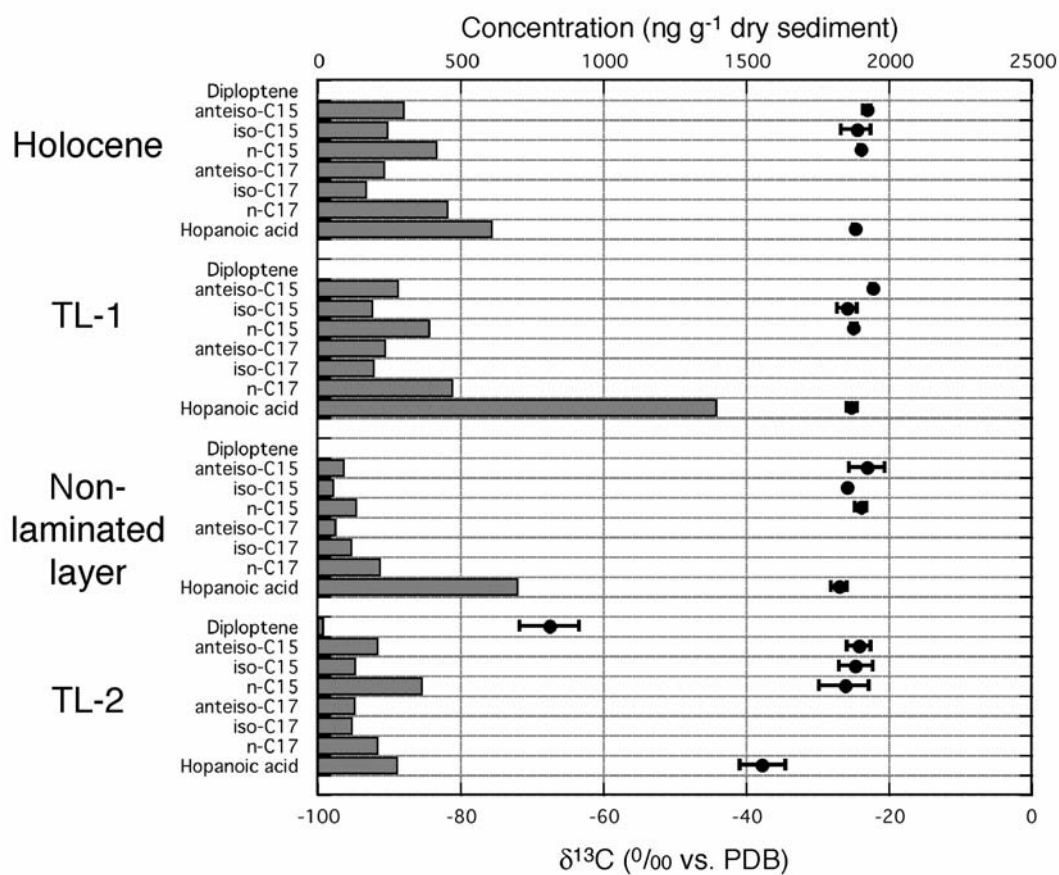 Concentration (ng g-1 dry sediment)
0 500 1000 1500 2000 2500
Holocene
Diploptene
anteiso-C15
iso-C15
n-C15
anteiso-C17
iso-C17
n-C17
Hopanoic acid
TL-1
Diploptene
anteiso-C15
iso-C15
n-C15
anteiso-C17
iso-C17
n-C17
Hopanoic acid
Non-
laminated
layer
Diploptene
anteiso-C15
iso-C15
n-C15
anteiso-C17
iso-C17
n-C17
Hopanoic acid
TL-2
Diploptene
anteiso-C15
iso-C15
n-C15
anteiso-C17
iso-C17
n-C17
Hopanoic acid
-100 -80 -60 -40 -20 0
δ13C (0/00 vs. PDB)